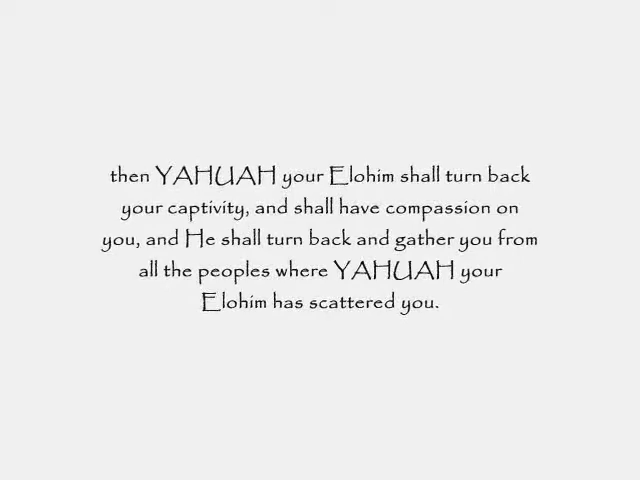 then YAHUAH your Elohim shall turn back
your captivity, and shall have compassion on
you, and He shall turn back and gather you from
all the peoples where YAHUAH your
Elohim has scattered you.